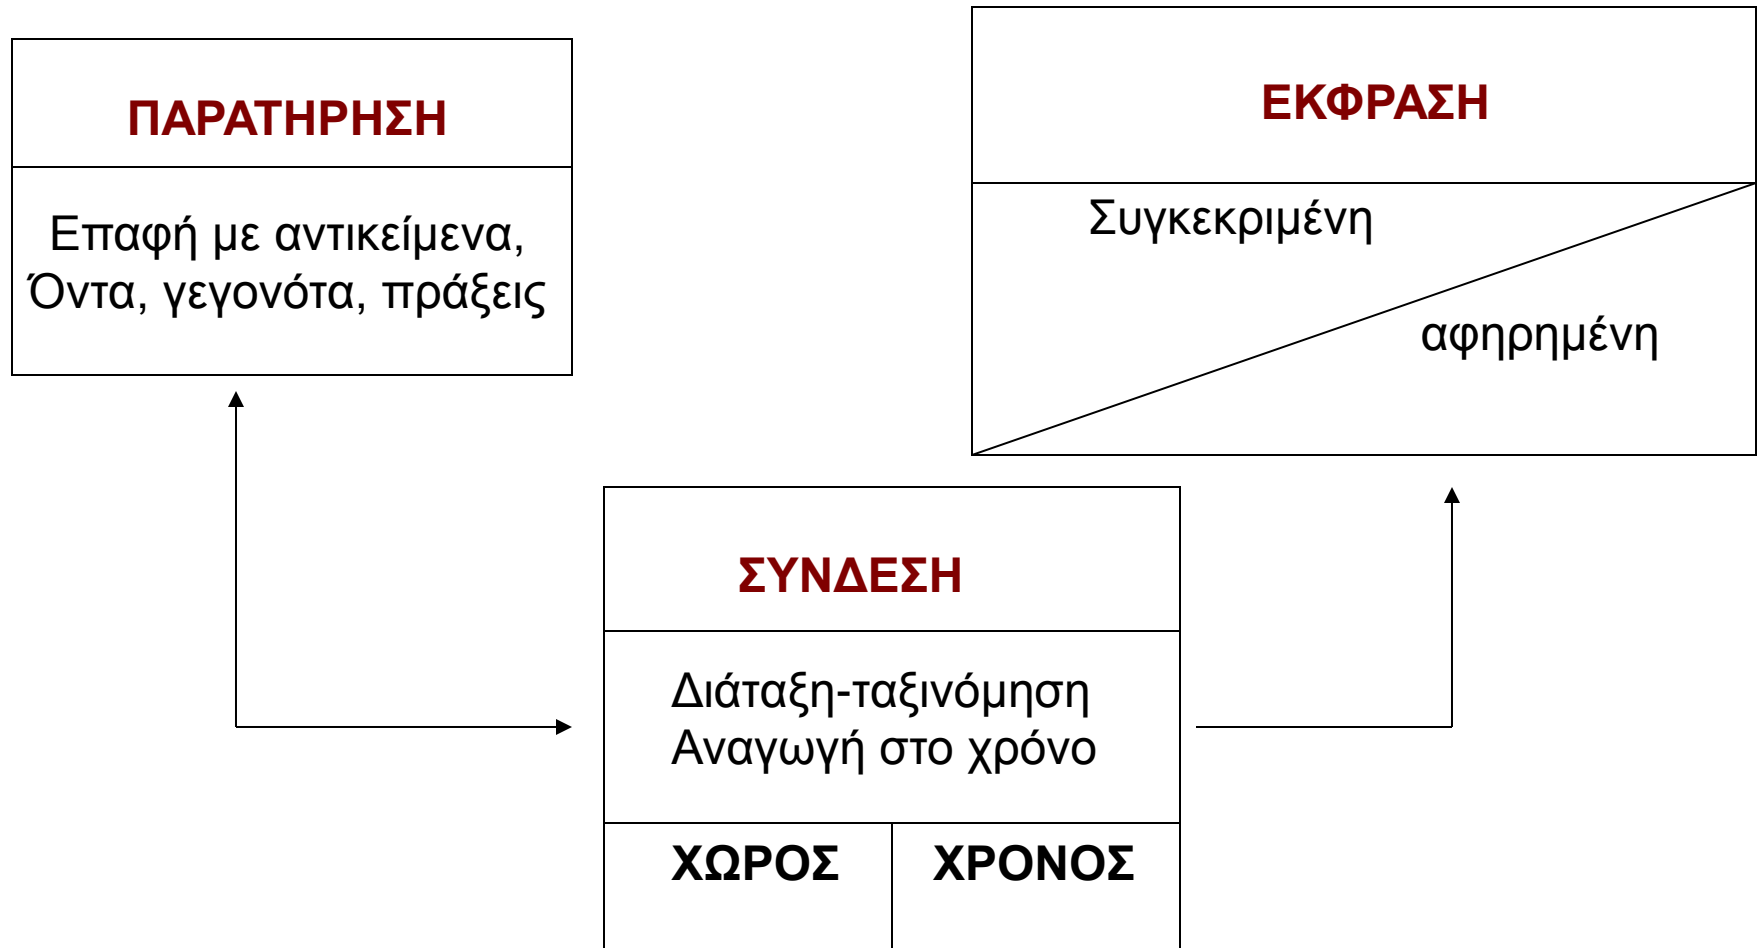 ΠΑΡΑΤΗΡΗΣΗ
Επαφή με αντικείμενα,
Όντα, γεγονότα, πράξεις
ΕΚΦΡΑΣΗ
Συγκεκριμένη
αφηρημένη
ΣΥΝΔΕΣΗ
Διάταξη-ταξινόμηση
Αναγωγή στο χρόνο
ΧΩΡΟΣ
ΧΡΟΝΟΣ